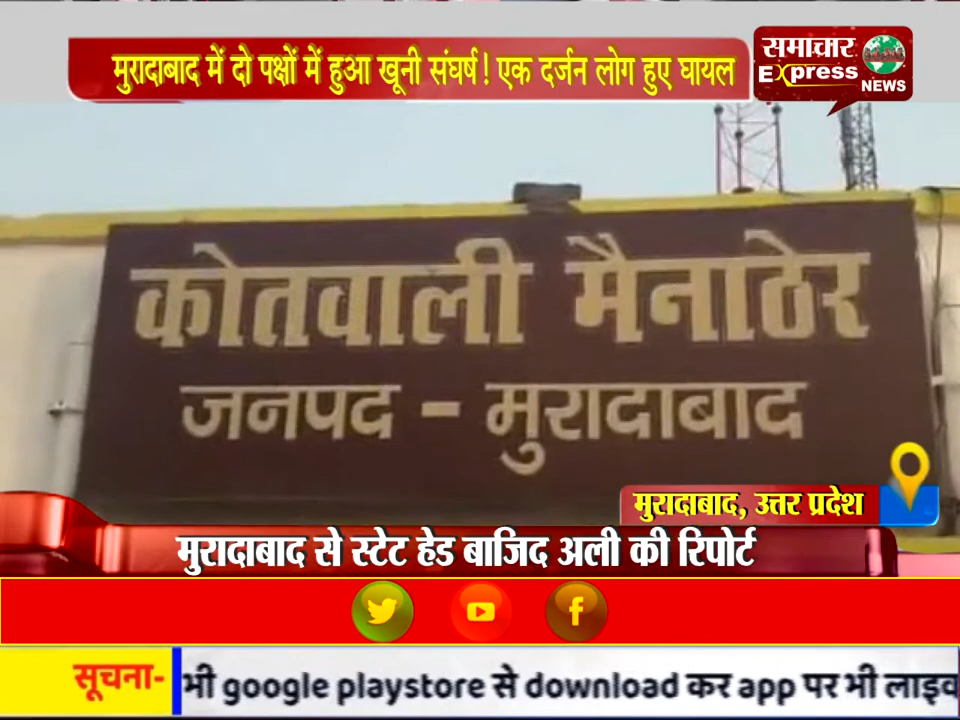 मुरादाबाद में दो पक्षों में हुआ खूनी संघर्ष! एक दर्जन लोग हुए घायल
समाचार
Express
NEWS
कोतवाली मैनाठेर
जनपद - मुरादाबाद
मुरादाबाद, उत्तर प्रदेश
मुरादाबाद से स्टेट हेड बाजिद अली की रिपोर्ट
सूचना- भी google playstore से download कर app पर भी लाइव